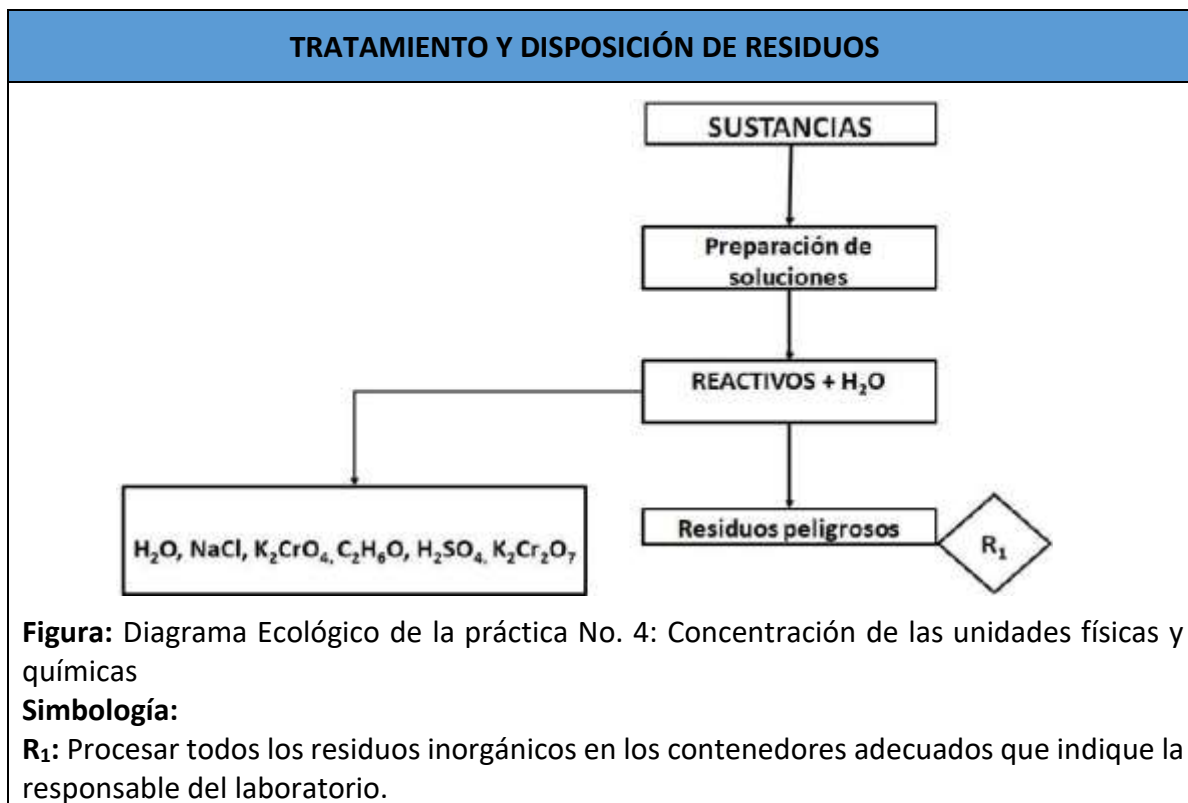 TRATAMIENTO Y DISPOSICIÓN DE RESIDUOS
SUSTANCIAS
Preparación de
soluciones
REACTIVOS + H₂O
H₂O, NaCl, K₂CrO₄, C₂H₆O, H₂SO₄, K₂Cr₂O₇
Residuos peligrosos
R₁
Figura: Diagrama Ecológico de la práctica No. 4: Concentración de las unidades físicas y
químicas
Simbología:
R₁: Procesar todos los residuos inorgánicos en los contenedores adecuados que indique la
responsable del laboratorio.